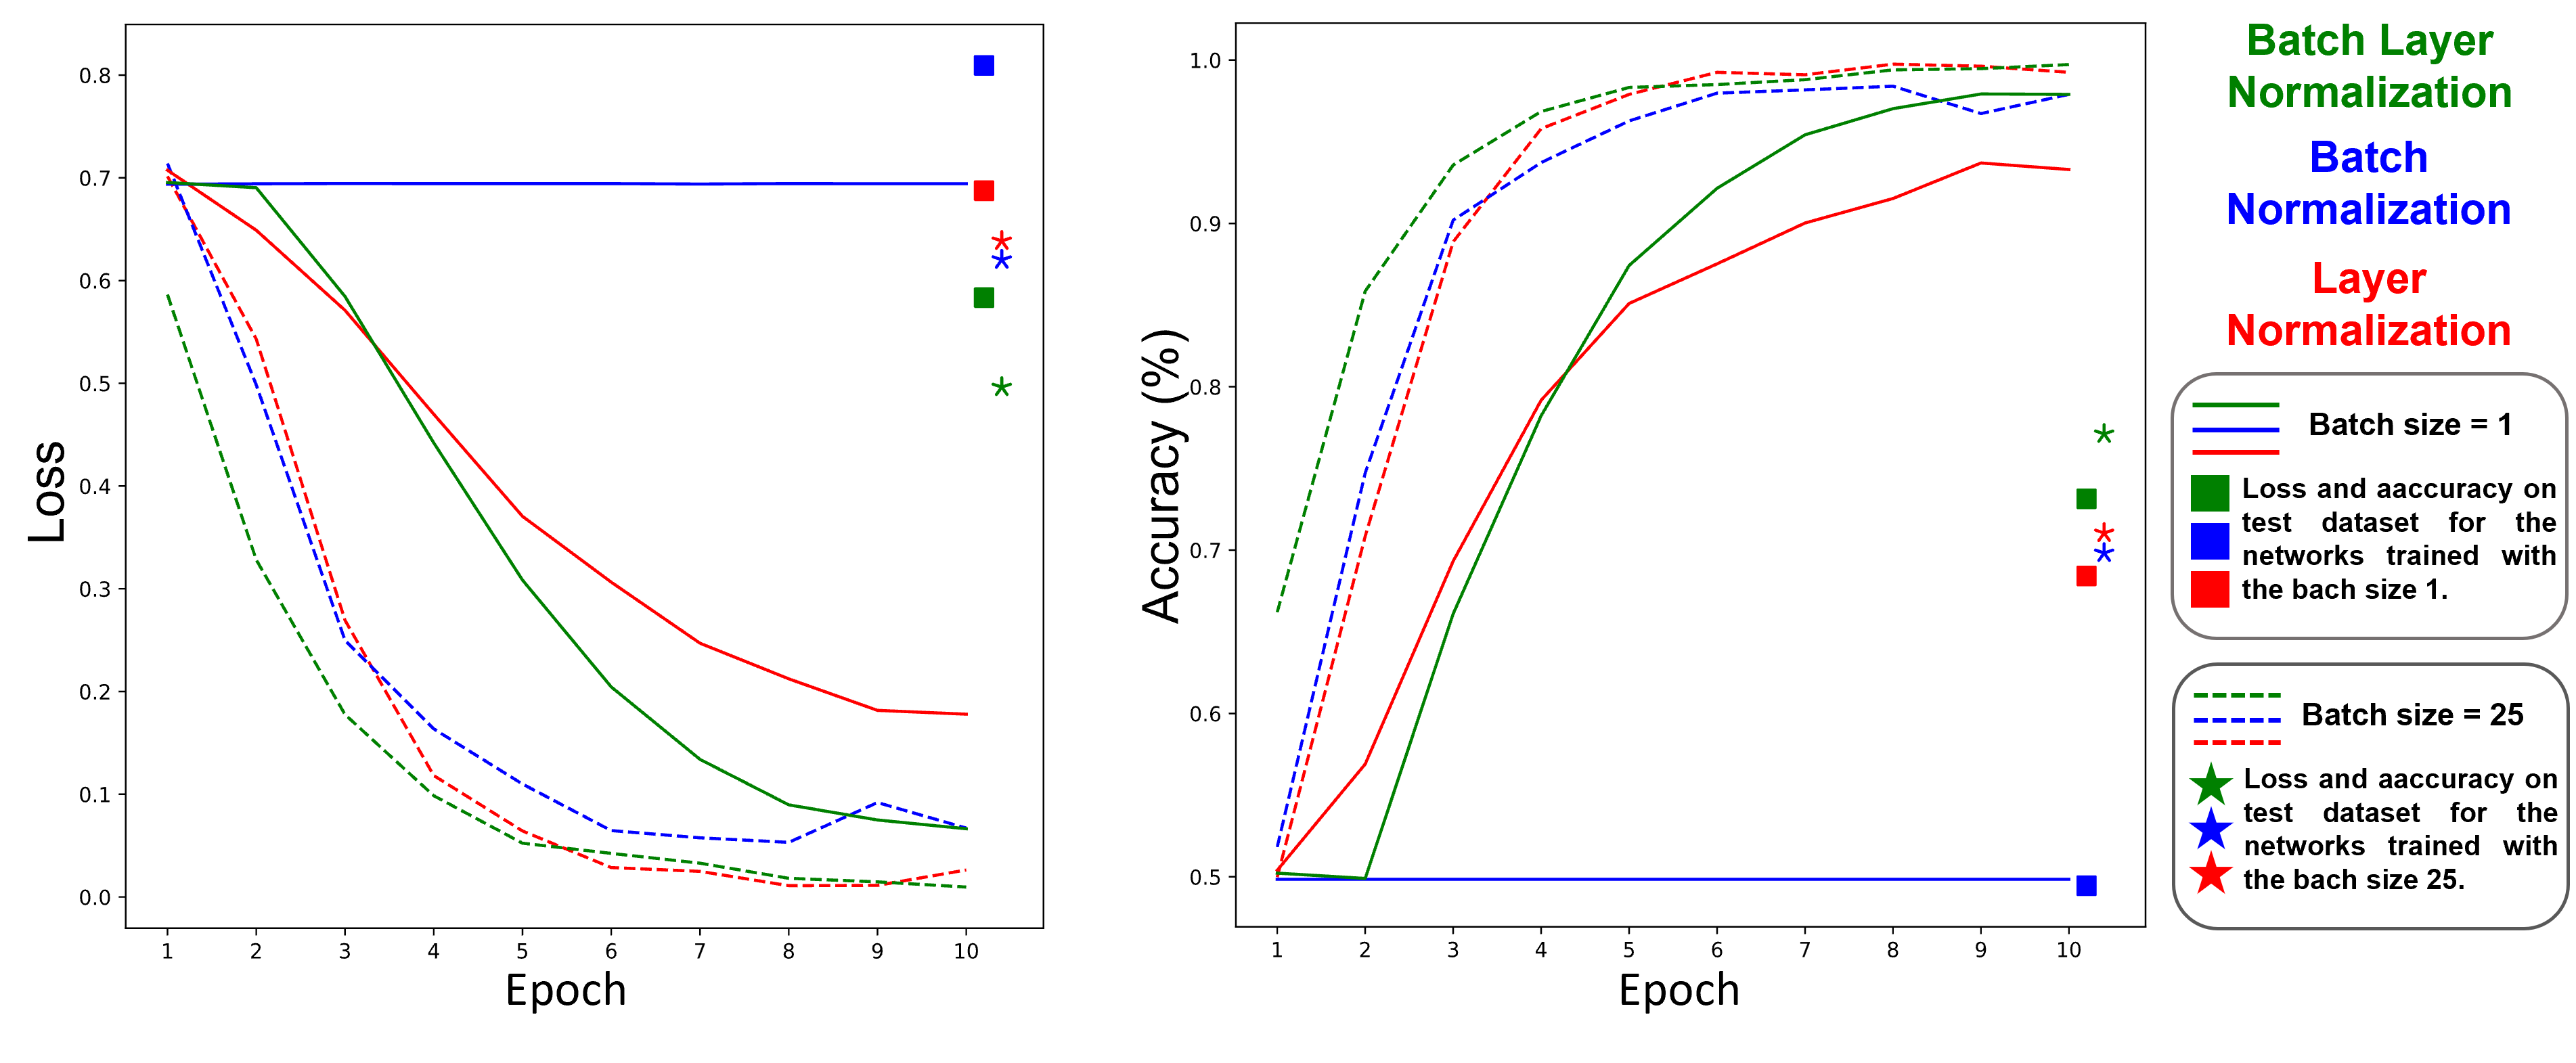 Loss
0.8
0.7
0.6
0.5
0.4
0.3
0.2
0.1
0.0
1 2 3 4 5 6 7 8 9 10
Epoch
Accuracy (%)
1.0
0.9
0.8
0.7
0.6
0.5
1 2 3 4 5 6 7 8 9 10
Epoch
Batch Layer
Normalization
Batch
Normalization
Layer
Normalization
Batch size = 1
Loss and aaccuracy on
test dataset for the
networks trained with
the bach size 1.
Batch size = 25
Loss and aaccuracy on
test dataset for the
networks trained with
the bach size 25.